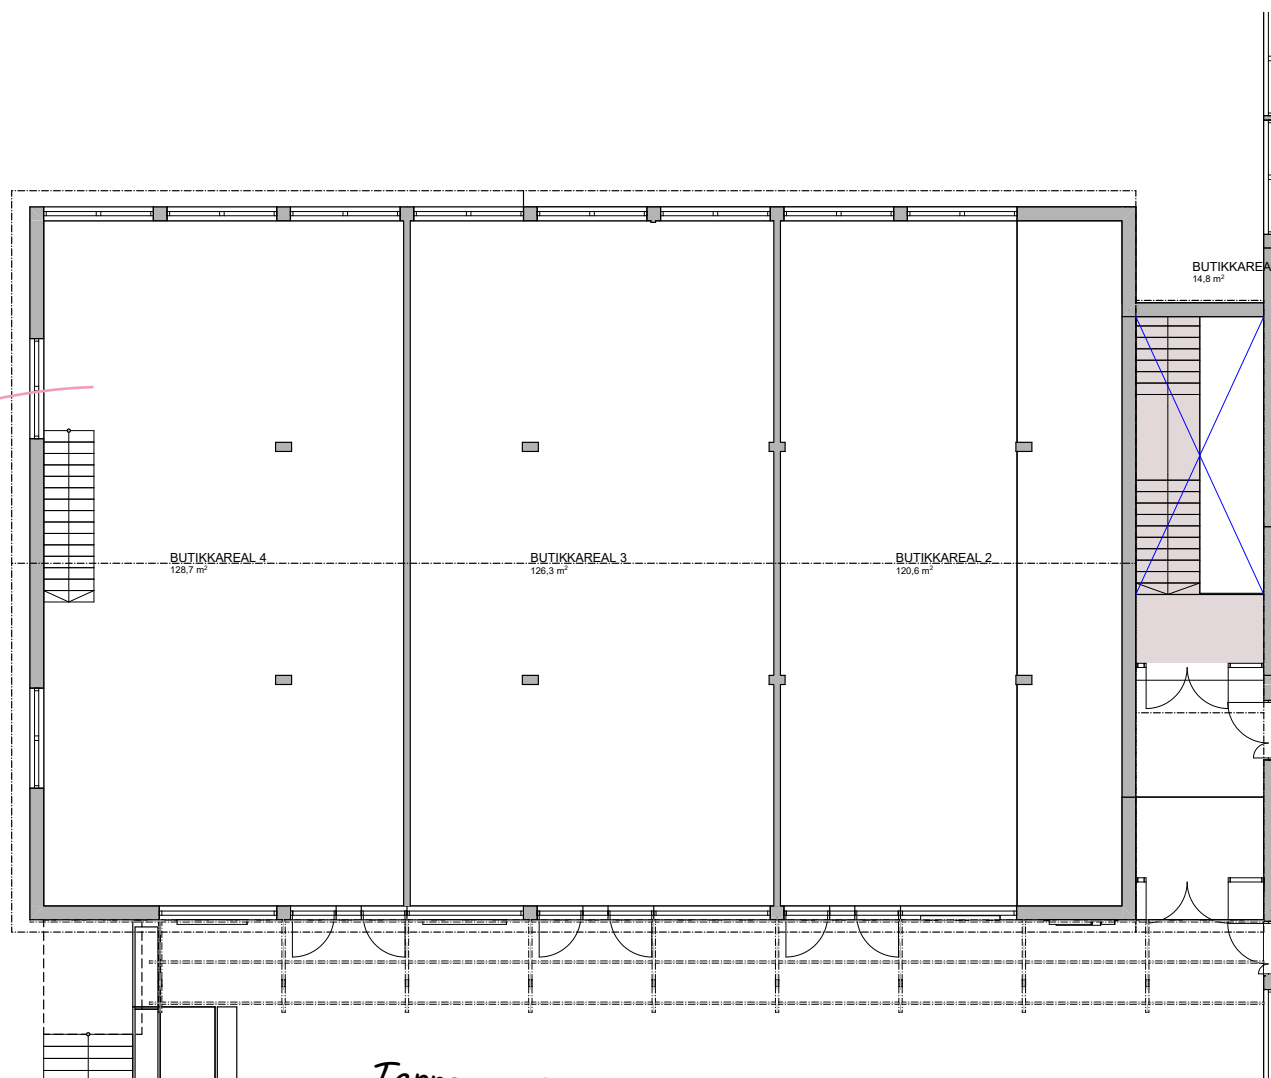 BUTIKKAREA
14,8 m²
BUTIKKAREAL 4
128,7 m²
BUTIKKAREAL 3
126,3 m²
BUTIKKAREAL 2
120,6 m²